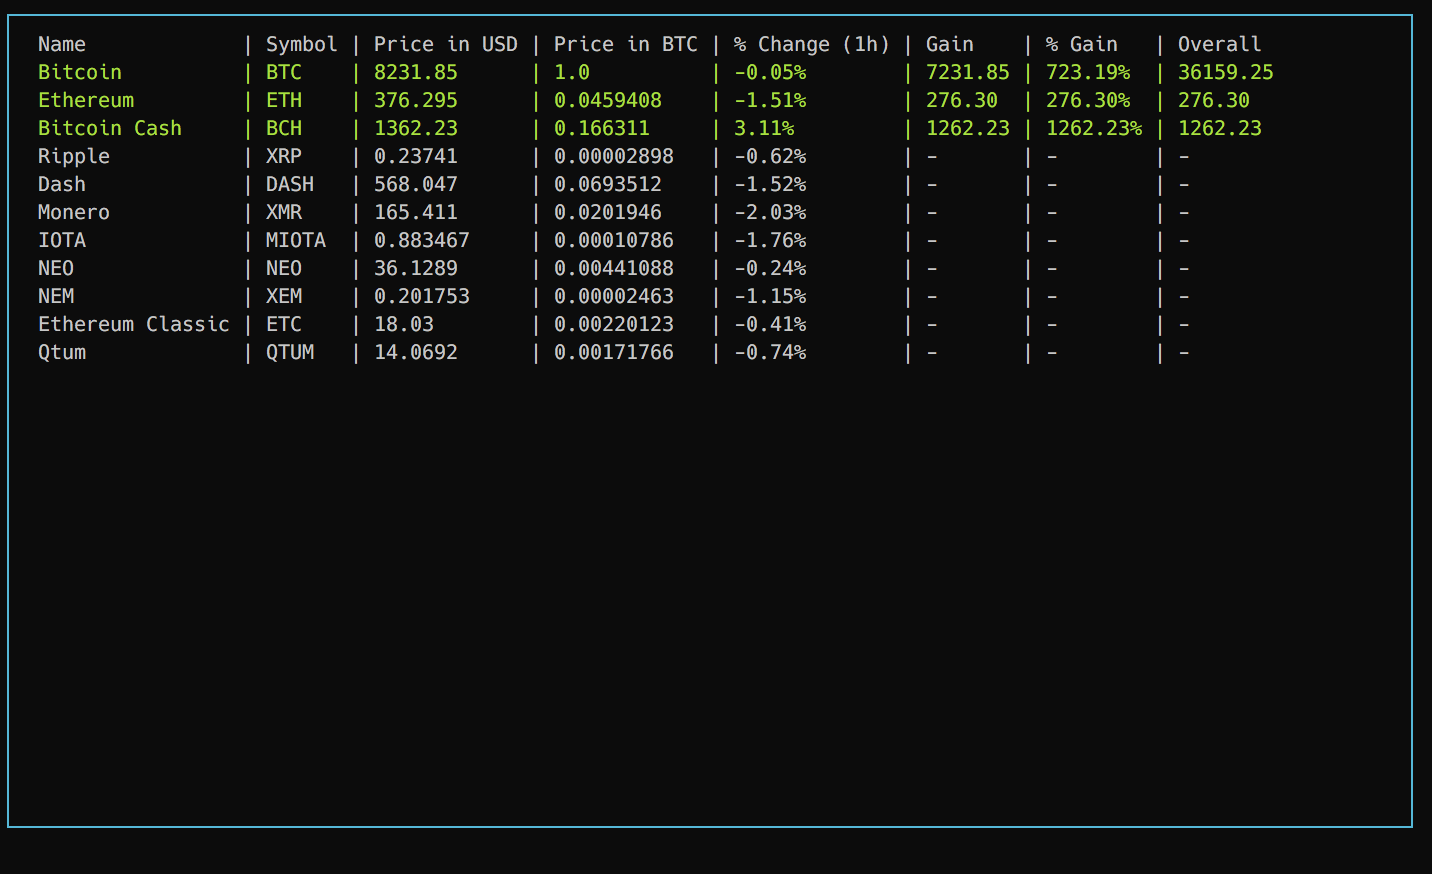 Name             | Symbol | Price in USD | Price in BTC | % Change (1h) | Gain    | % Gain   | Overall
Bitcoin          | BTC    | 8231.85      | 1.0          | -0.05%        | 7231.85 | 723.19%  | 36159.25
Ethereum         | ETH    | 376.295      | 0.0459408    | -1.51%        | 276.30  | 276.30%  | 276.30
Bitcoin Cash     | BCH    | 1362.23      | 0.166311     | 3.11%         | 1262.23 | 1262.23% | 1262.23
Ripple           | XRP    | 0.23741      | 0.00002898   | -0.62%        | -       | -        | -
Dash             | DASH   | 568.047      | 0.0693512    | -1.52%        | -       | -        | -
Monero           | XMR    | 165.411      | 0.0201946    | -2.03%        | -       | -        | -
IOTA             | MIOTA  | 0.883467     | 0.00010786   | -1.76%        | -       | -        | -
NEO              | NEO    | 36.1289      | 0.00441088   | -0.24%        | -       | -        | -
NEM              | XEM    | 0.201753     | 0.00002463   | -1.15%        | -       | -        | -
Ethereum Classic | ETC    | 18.03        | 0.00220123   | -0.41%        | -       | -        | -
Qtum             | QTUM   | 14.0692      | 0.00171766   | -0.74%        | -       | -        | -